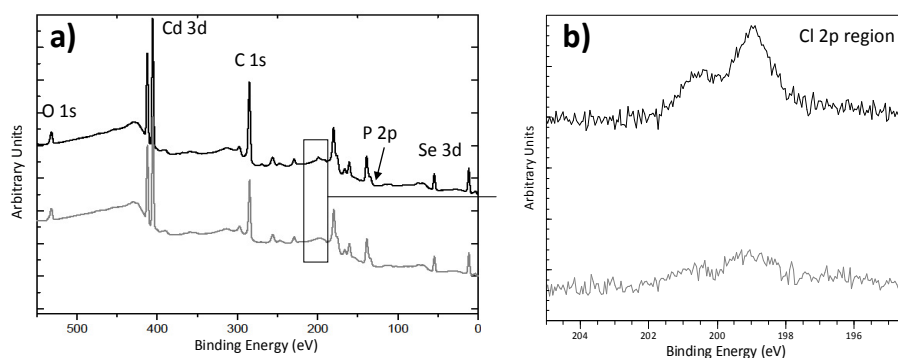 a)
Cd 3d
C 1s
O 1s
P 2p
Se 3d
Arbitrary Units
500 400 300 200 100 0
Binding Energy (eV)
b)
Cl 2p region
Arbitrary Units
204 202 200 198 196
Binding Energy (eV)